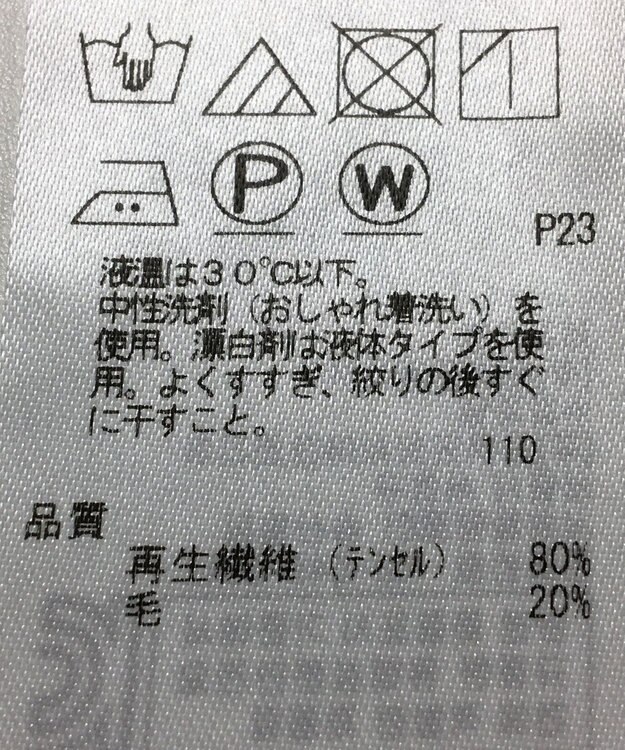 P W
P23
液温は30℃以下。
中性洗剤（おしゃれ着洗い）を
使用。漂白剤は液体タイプを使
用。よくすすぎ、絞りの後すぐ
に干すこと。
110
品質
再生繊維（テンセル） 80%
毛 20%